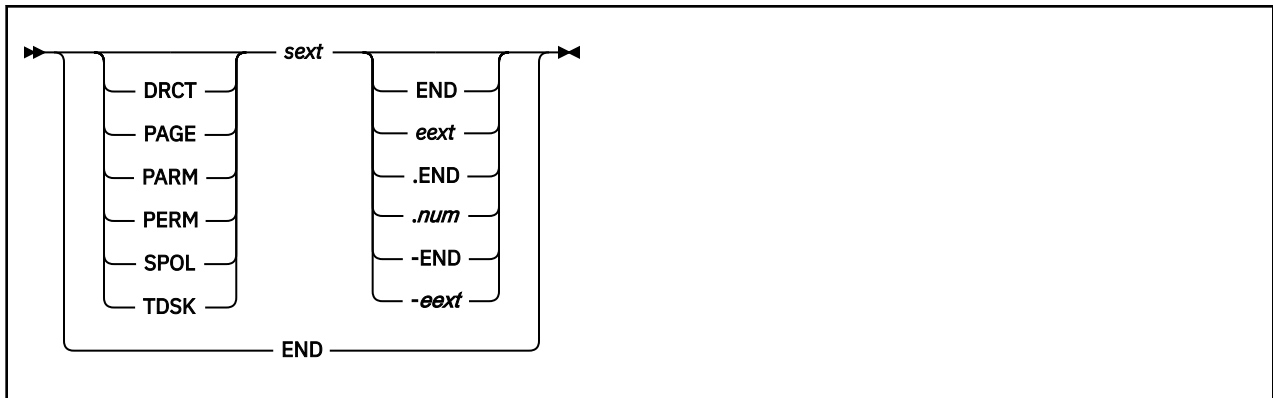 sext
DRCT END
PAGE eext
PARM .END
PERM .num
SPOL -END
TDSK -eext
END